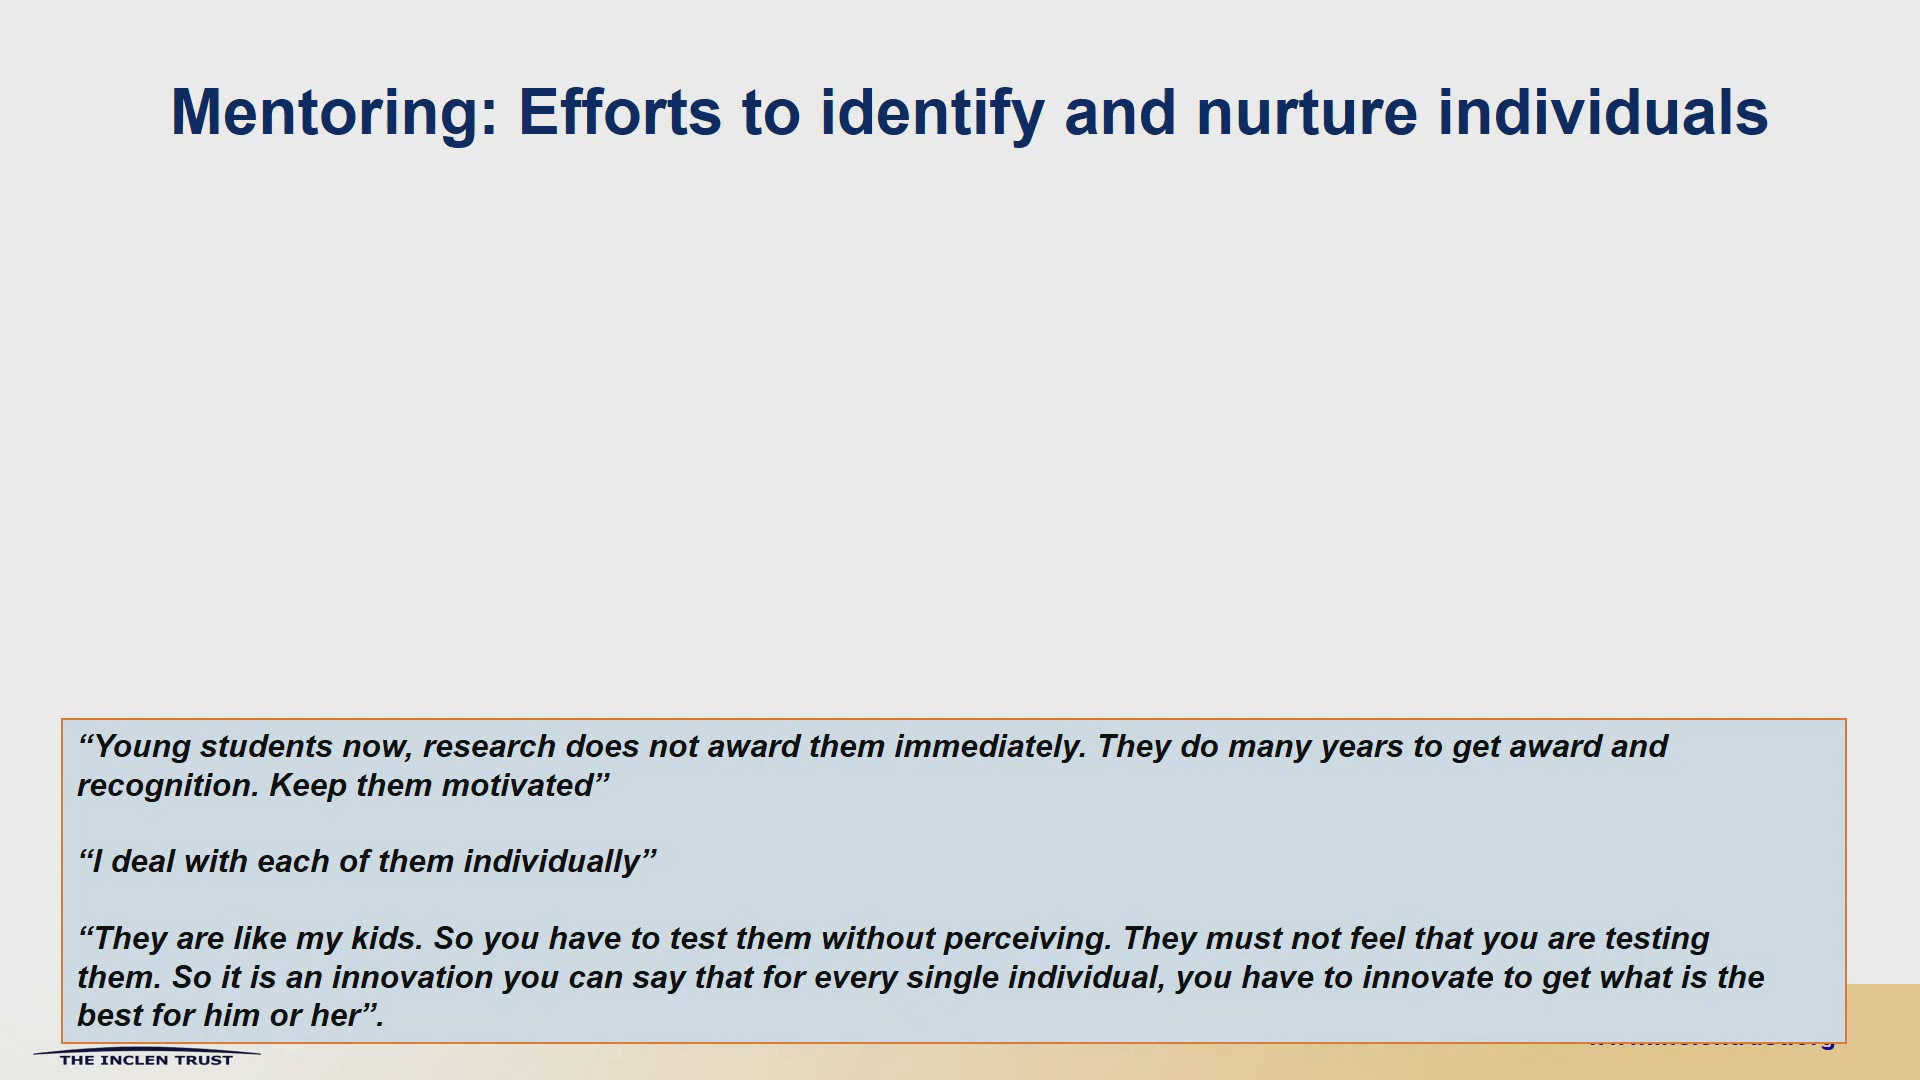 Mentoring: Efforts to identify and nurture individuals
“Young students now, research does not award them immediately. They do many years to get award and
recognition. Keep them motivated”
“I deal with each of them individually”
“They are like my kids. So you have to test them without perceiving. They must not feel that you are testing
them. So it is an innovation you can say that for every single individual, you have to innovate to get what is the
best for him or her”.
THE INCLEN TRUST